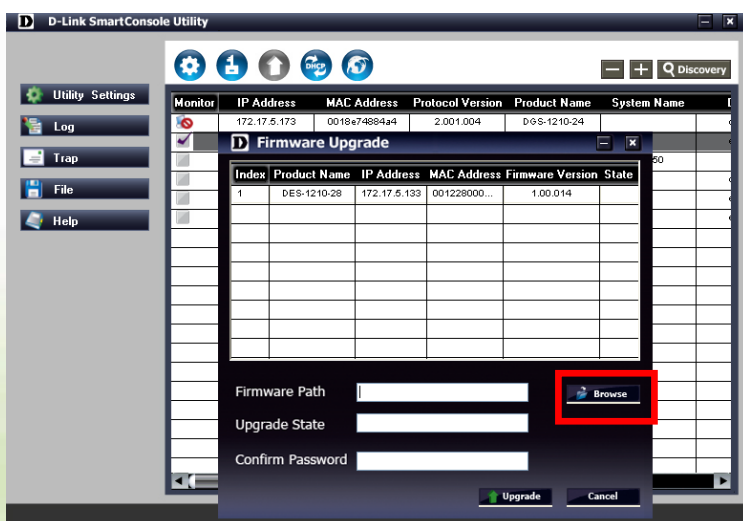 D D-Link SmartConsole Utility
DHCP
Discovery
Utility Settings
Log
Trap
File
Help
Monitor IP Address MAC Address Protocol Version Product Name System Name
172.17.5.173 0018e74884a4 2.001.004 DGS-1210-24
50
D Firmware Upgrade
Index Product Name IP Address MAC Address Firmware Version State
1 DES-1210-28 172.17.5.133 001228000... 1.00.014
Firmware Path
Browse
Upgrade State
Confirm Password
Upgrade Cancel